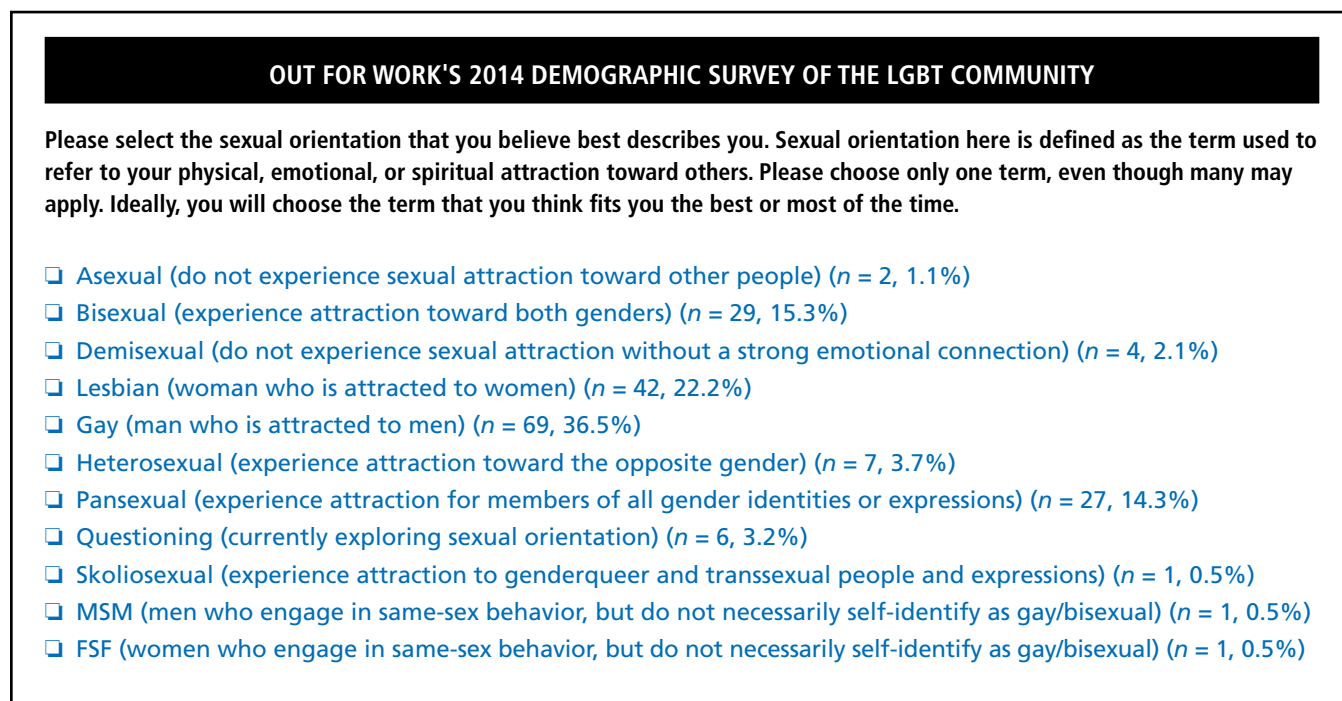 OUT FOR WORK'S 2014 DEMOGRAPHIC SURVEY OF THE LGBT COMMUNITY
Please select the sexual orientation that you believe best describes you. Sexual orientation here is defined as the term used to
refer to your physical, emotional, or spiritual attraction toward others. Please choose only one term, even though many may
apply. Ideally, you will choose the term that you think fits you the best or most of the time.
❏ Asexual (do not experience sexual attraction toward other people) (n = 2, 1.1%)
❏ Bisexual (experience attraction toward both genders) (n = 29, 15.3%)
❏ Demisexual (do not experience sexual attraction without a strong emotional connection) (n = 4, 2.1%)
❏ Lesbian (woman who is attracted to women) (n = 42, 22.2%)
❏ Gay (man who is attracted to men) (n = 69, 36.5%)
❏ Heterosexual (experience attraction toward the opposite gender) (n = 7, 3.7%)
❏ Pansexual (experience attraction for members of all gender identities or expressions) (n = 27, 14.3%)
❏ Questioning (currently exploring sexual orientation) (n = 6, 3.2%)
❏ Skoliosexual (experience attraction to genderqueer and transsexual people and expressions) (n = 1, 0.5%)
❏ MSM (men who engage in same-sex behavior, but do not necessarily self-identify as gay/bisexual) (n = 1, 0.5%)
❏ FSF (women who engage in same-sex behavior, but do not necessarily self-identify as gay/bisexual) (n = 1, 0.5%)